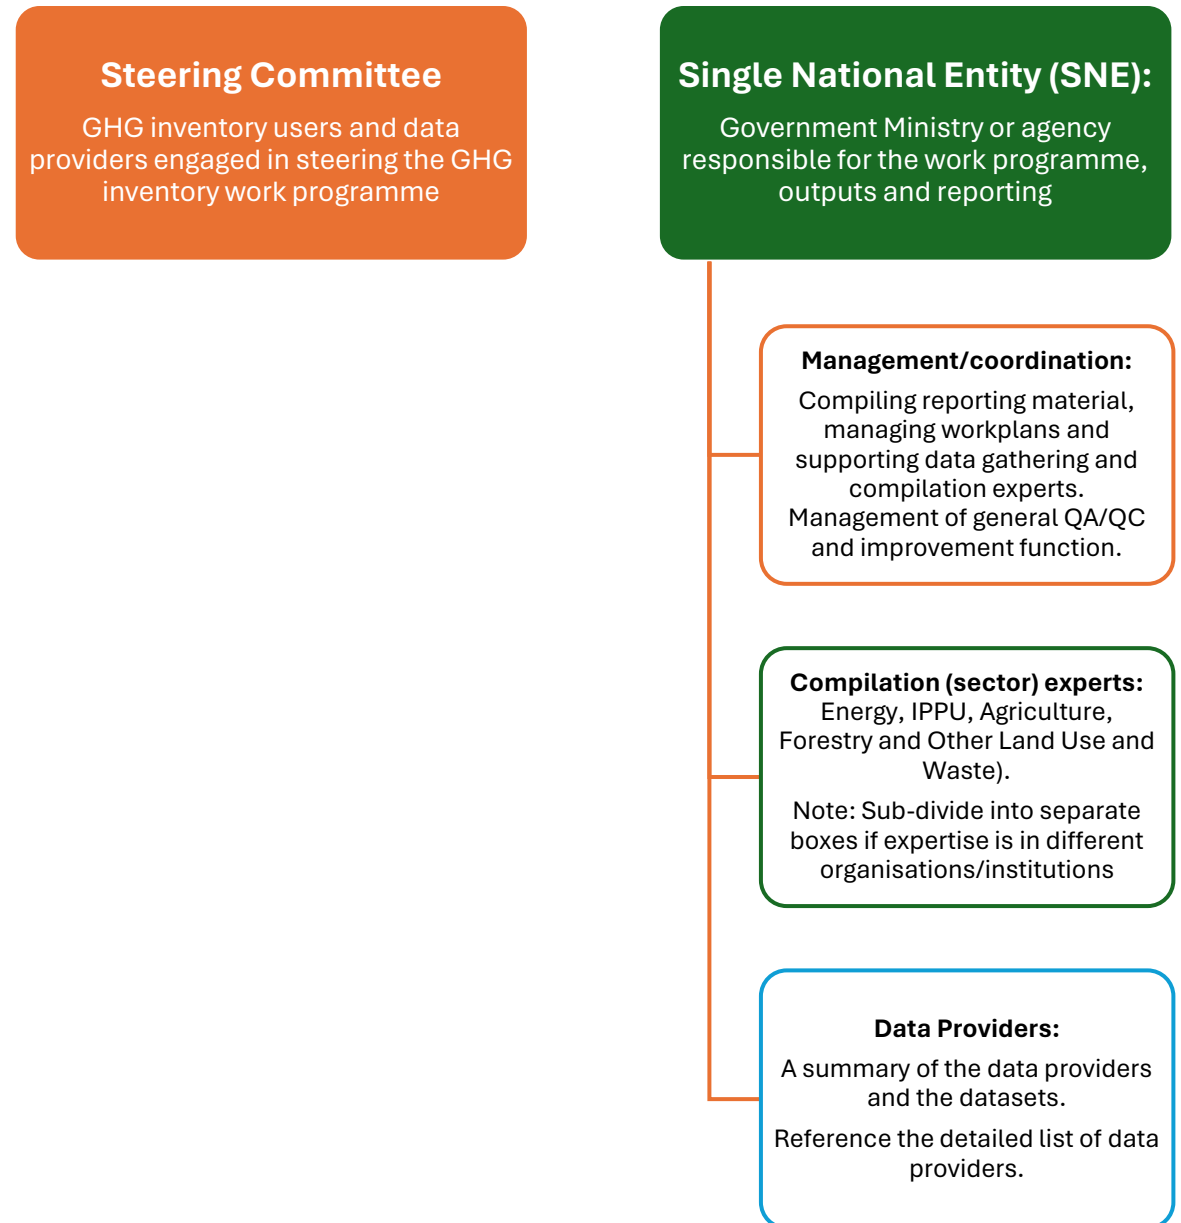 Steering Committee
GHG inventory users and data
providers engaged in steering the GHG
inventory work programme
Single National Entity (SNE):
Government Ministry or agency
responsible for the work programme,
outputs and reporting
Management/coordination:
Compiling reporting material,
managing workplans and
supporting data gathering and
compilation experts.
Management of general QA/QC
and improvement function.
Compilation (sector) experts:
Energy, IPPU, Agriculture,
Forestry and Other Land Use and
Waste).
Note: Sub-divide into separate
boxes if expertise is in different
organisations/institutions
Data Providers:
A summary of the data providers
and the datasets.
Reference the detailed list of data
providers.